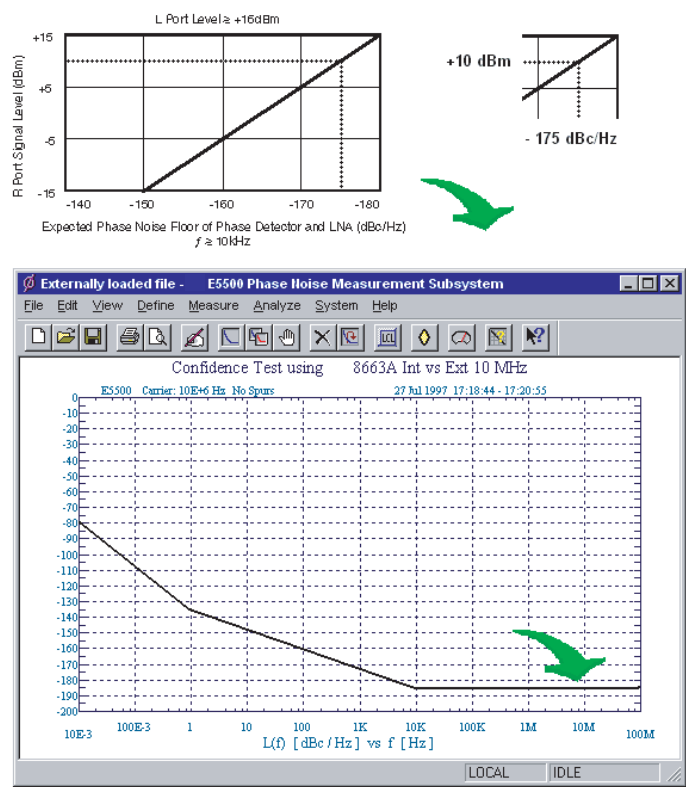 L Port Level ≥ +16dBm
+15
+5
-5
-15
R Port Signal Level (dBm)
-140 -150 -160 -170 -180
Expected Phase Noise Floor of Phase Detector and LNA (dBc/Hz)
f ≥ 10kHz
+10 dBm
- 175 dBc/Hz
Externally loaded file - E5500 Phase Noise Measurement Subsystem
File Edit View Define Measure Analyze System Help
Confidence Test using 8663A Int vs Ext 10 MHz
E5500 Carrier: 10E+6 Hz No Spurs 27 Jul 1997 17:18:44 - 17:20:55
0
-10
-20
-30
-40
-50
-60
-70
-80
-90
-100
-110
-120
-130
-140
-150
-160
-170
-180
-190
-200
10E-3 100E-3 1 10 100 1K 10K 100K 1M 10M 100M
L(f) [ dBc / Hz ] vs f [ Hz ]
LOCAL IDLE